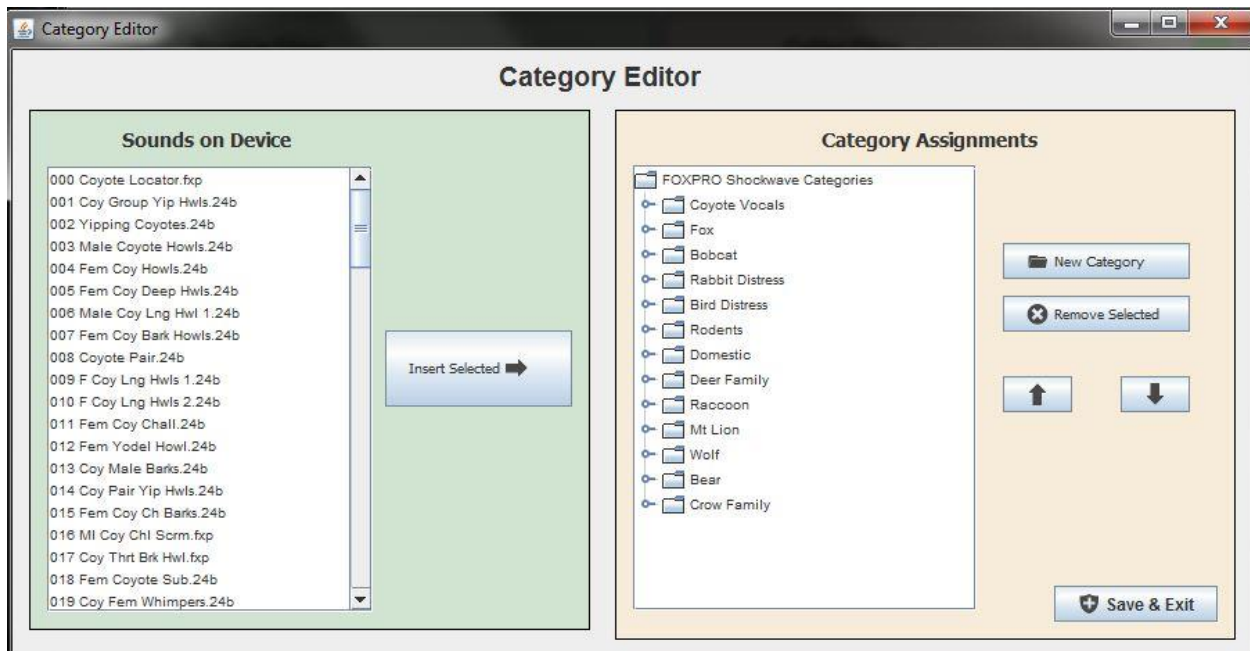 Category Editor
Category Editor
Sounds on Device
000 Coyote Locator.fxp
001 Coy Group Yip Hwls.24b
002 Yipping Coyotes.24b
003 Male Coyote Howls.24b
004 Fem Coy Howls.24b
005 Fem Coy Deep Hwls.24b
006 Male Coy Lng Hwl 1.24b
007 Fem Coy Bark Howls.24b
008 Coyote Pair.24b
009 F Coy Lng Hwls 1.24b
010 F Coy Lng Hwls 2.24b
011 Fem Coy Chall.24b
012 Fem Yodel Howl.24b
013 Coy Male Barks.24b
014 Coy Pair Yip Hwls.24b
015 Fem Coy Ch Barks.24b
016 Ml Coy Chl Scrm.fxp
017 Coy Thrt Brk Hwl.fxp
018 Fem Coyote Sub.24b
019 Coy Fem Whimpers.24b
Insert Selected
Category Assignments
FOXPRO Shockwave Categories
Coyote Vocals
Fox
Bobcat
Rabbit Distress
Bird Distress
Rodents
Domestic
Deer Family
Raccoon
Mt Lion
Wolf
Bear
Crow Family
New Category
Remove Selected
Save & Exit